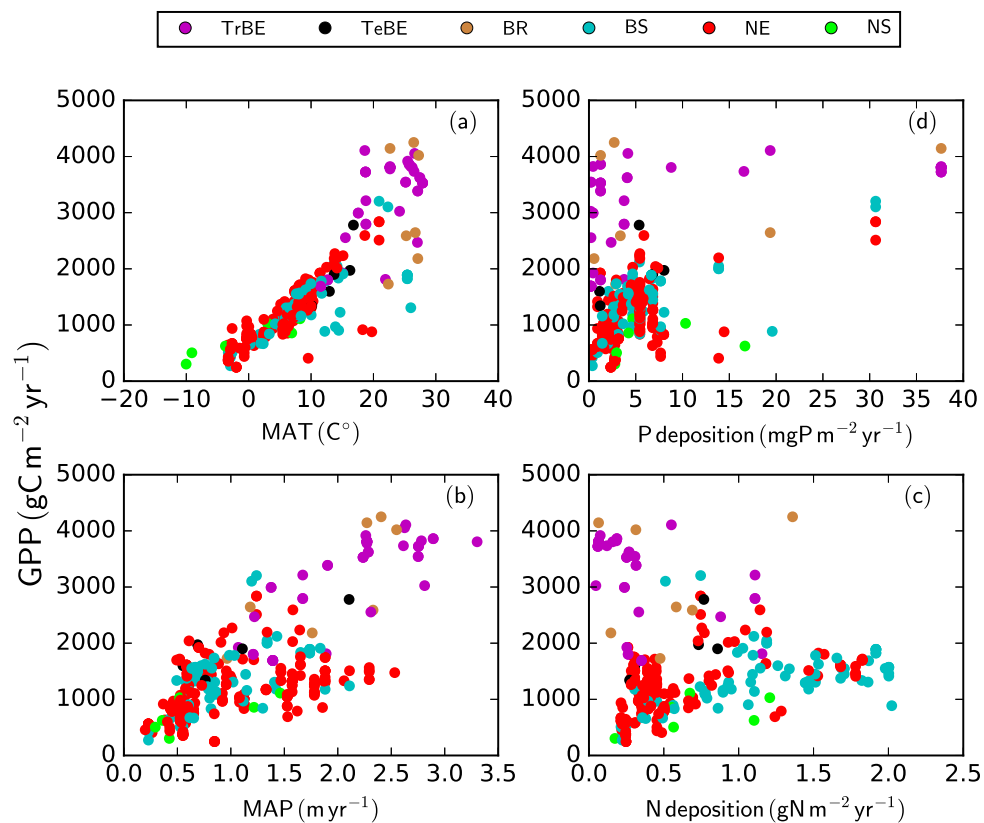 TrBE TeBE BR BS NE NS
GPP (gC m−2 yr−1)
(a)
5000
4000
3000
2000
1000
0
−20 −10 0 10 20 30 40
MAT (C°)
(d)
5000
4000
3000
2000
1000
0
0 5 10 15 20 25 30 35 40
P deposition (mgP m−2 yr−1)
(b)
5000
4000
3000
2000
1000
0
0.0 0.5 1.0 1.5 2.0 2.5 3.0 3.5
MAP (m yr−1)
(c)
5000
4000
3000
2000
1000
0
0.0 0.5 1.0 1.5 2.0 2.5
N deposition (gN m−2 yr−1)